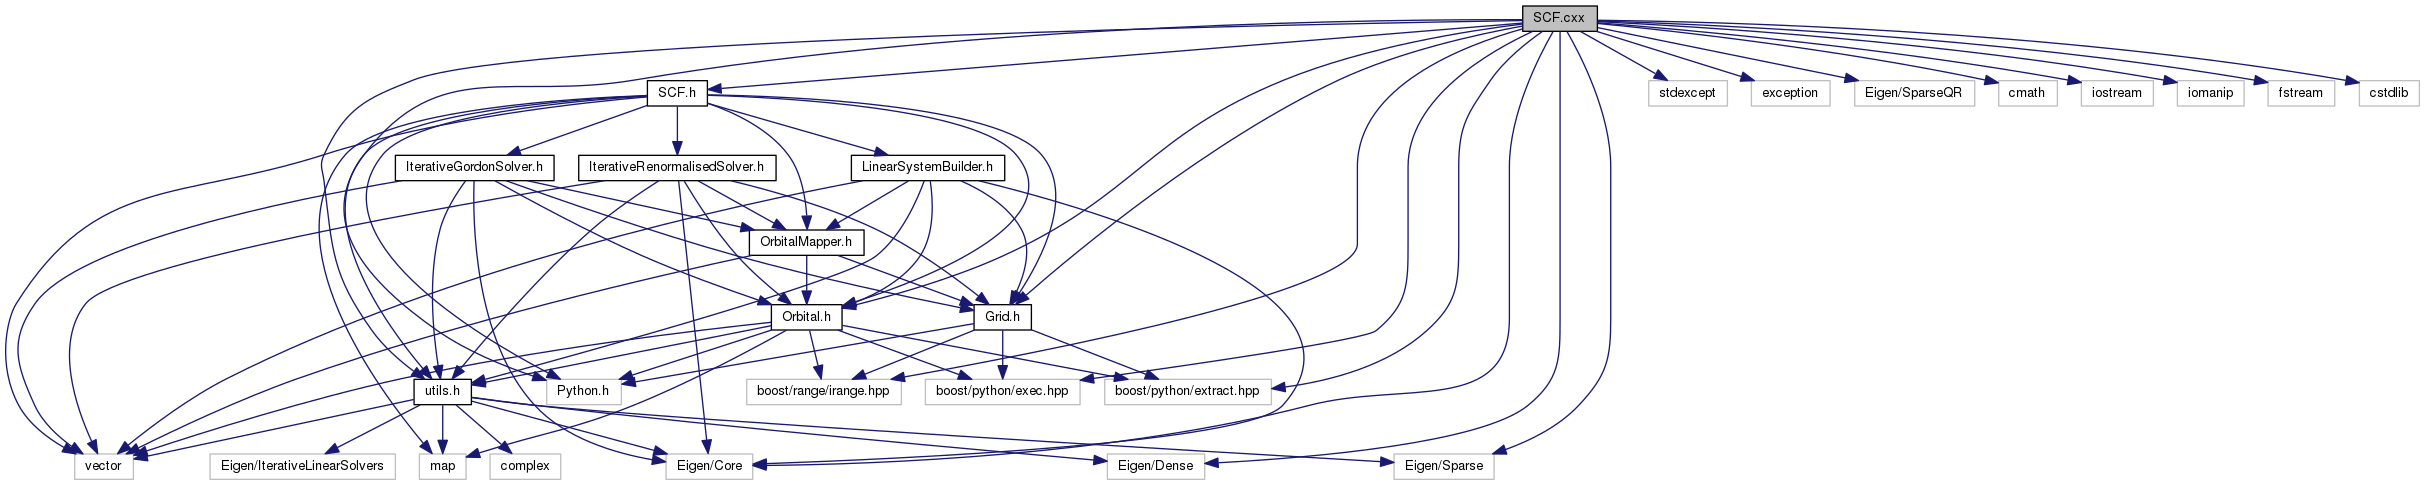 SCF.cxx
SCF.h
stdexcept
exception
Eigen/SparseQR
cmath
iostream
iomanip
fstream
cstdlib
IterativeGordonSolver.h
IterativeRenormalisedSolver.h
LinearSystemBuilder.h
OrbitalMapper.h
Orbital.h
Grid.h
utils.h
Python.h
boost/range/irange.hpp
boost/python/exec.hpp
boost/python/extract.hpp
vector
Eigen/IterativeLinearSolvers
map
complex
Eigen/Core
Eigen/Dense
Eigen/Sparse